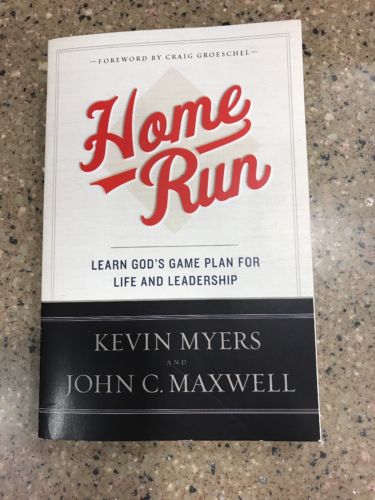 FOREWORD BY CRAIG GROESCHEL
Home
Run
LEARN GOD'S GAME PLAN FOR
LIFE AND LEADERSHIP
KEVIN MYERS
AND
JOHN C. MAXWELL